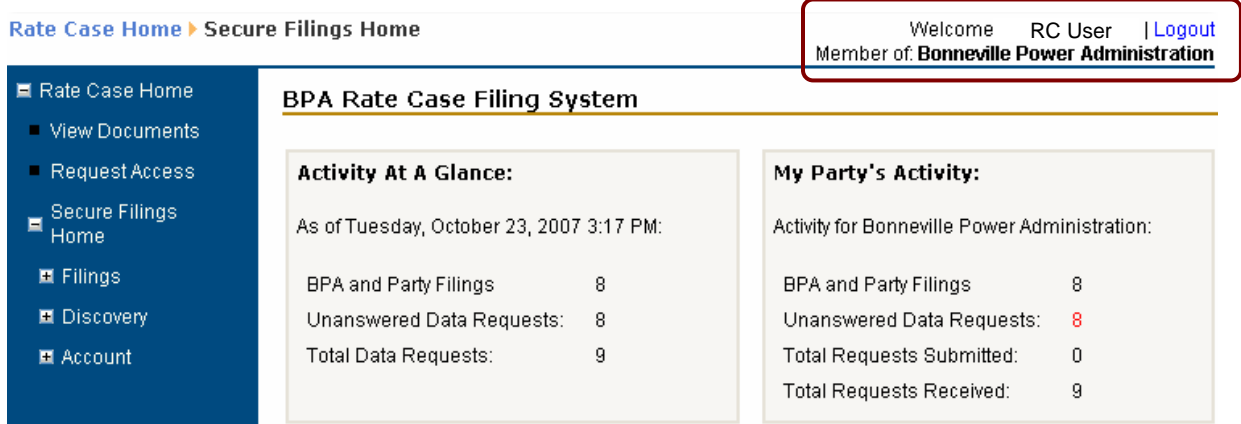 Rate Case Home Secure Filings Home
Welcome RC User | Logout
Member of: Bonneville Power Administration
Rate Case Home
View Documents
Request Access
Secure Filings
Home
Filings
Discovery
Account
BPA Rate Case Filing System
Activity At A Glance:
As of Tuesday, October 23, 2007 3:17 PM:
BPA and Party Filings 8
Unanswered Data Requests: 8
Total Data Requests: 9
My Party's Activity:
Activity for Bonneville Power Administration:
BPA and Party Filings 8
Unanswered Data Requests: 8
Total Requests Submitted: 0
Total Requests Received: 9